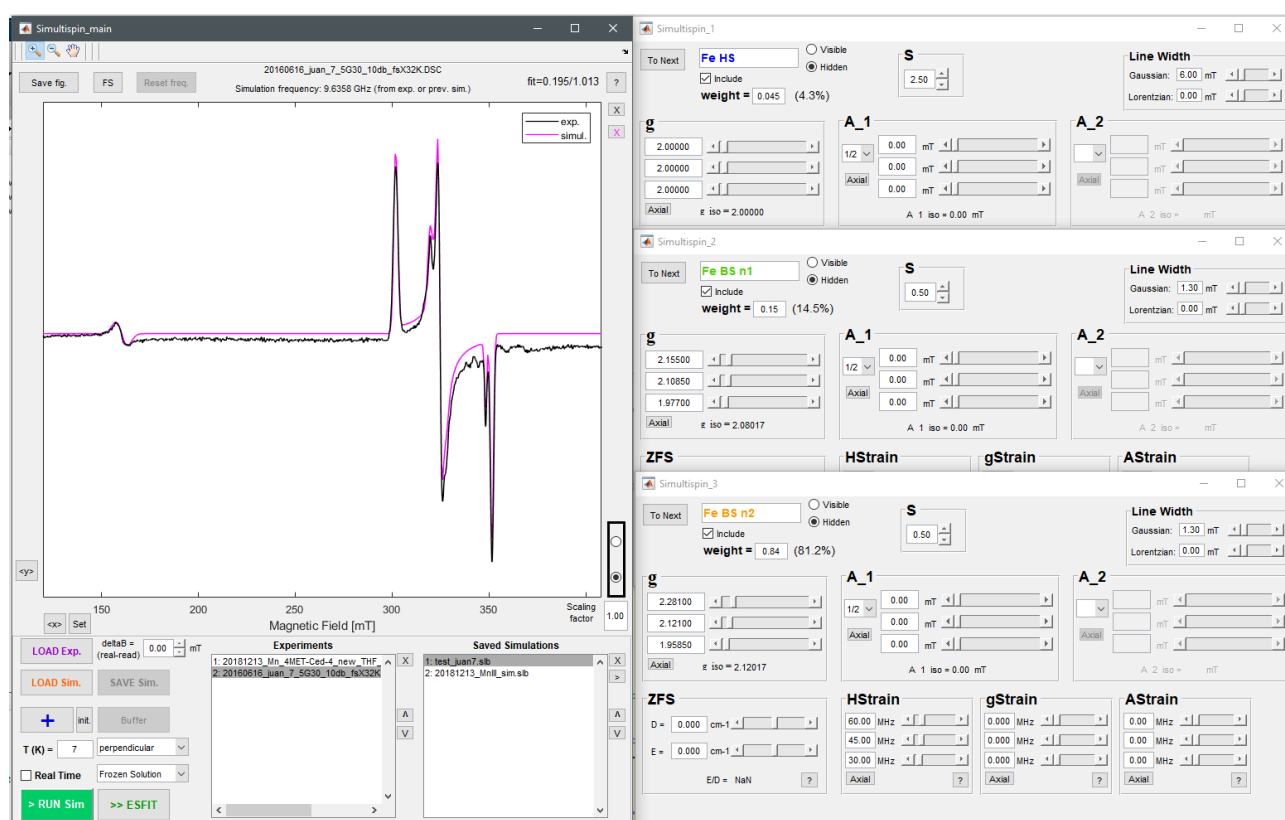 Simultispin_main
Save fig.
FS
Reset freq.
20160616_juan_7_5G30_10db_fsX32K.DSC
Simulation frequency: 9.6358 GHz (from exp. or prev. sim.)
fit=0.195/1.013
?
X
X
exp.
simul.
<y>
150 200 250 300 350
Magnetic Field [mT]
<x> Set
Scaling factor 1.00
LOAD Exp.
deltaB = (real-read) 0.00 mT
LOAD Sim.
SAVE Sim.
+ init. Buffer
T (K) = 7 perpendicular
Real Time Frozen Solution
> RUN Sim >> ESFIT
Experiments
1: 20181213_Mn_4MET-Ced-4_new_THF_
2: 20160616_juan_7_5G30_10db_fsX32K
X
Λ
V
Saved Simulations
1: test_juan7.slb
2: 20181213_MnIII_sim.slb
X
>
Λ
V
Simultispin_1
To Next
Fe HS
Visible
Hidden
Include
weight = 0.045 (4.3%)
S
2.50
Line Width
Gaussian: 6.00 mT
Lorentzian: 0.00 mT
g
2.00000
2.00000
2.00000
Axial g iso = 2.00000
A_1
1/2
Axial
0.00 mT
0.00 mT
0.00 mT
A 1 iso = 0.00 mT
A_2
mT
mT
mT
Axial
A 2 iso = mT
Simultispin_2
To Next
Fe BS n1
Visible
Hidden
Include
weight = 0.15 (14.5%)
S
0.50
Line Width
Gaussian: 1.30 mT
Lorentzian: 0.00 mT
g
2.15500
2.10850
1.97700
Axial g iso = 2.08017
A_1
1/2
Axial
0.00 mT
0.00 mT
0.00 mT
A 1 iso = 0.00 mT
A_2
mT
mT
mT
Axial
A 2 iso = mT
ZFS HStrain gStrain AStrain
Simultispin_3
To Next
Fe BS n2
Visible
Hidden
Include
weight = 0.84 (81.2%)
S
0.50
Line Width
Gaussian: 1.30 mT
Lorentzian: 0.00 mT
g
2.28100
2.12100
1.95850
Axial g iso = 2.12017
A_1
1/2
Axial
0.00 mT
0.00 mT
0.00 mT
A 1 iso = 0.00 mT
A_2
mT
mT
mT
Axial
A 2 iso = mT
ZFS
D = 0.000 cm-1
E = 0.000 cm-1
E/D = NaN ?
HStrain
60.00 MHz
45.00 MHz
30.00 MHz
Axial ?
gStrain
0.000 MHz
0.000 MHz
0.000 MHz
Axial ?
AStrain
0.00 MHz
0.00 MHz
0.00 MHz
Axial ?